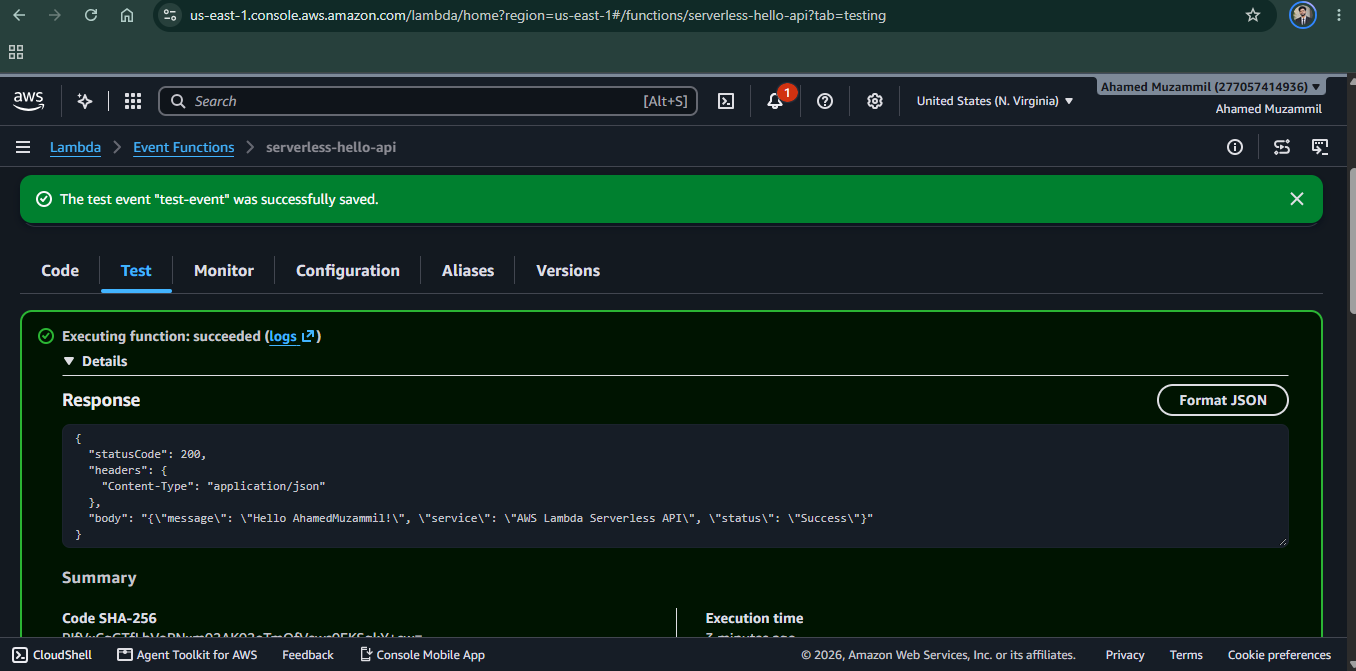 us-east-1.console.aws.amazon.com/lambda/home?region=us-east-1#/functions/serverless-hello-api?tab=testing
aws
Search [Alt+S]
1
United States (N. Virginia) ▼
Ahamed Muzammil (277057414936) ▼
Ahamed Muzammil
Lambda > Event Functions > serverless-hello-api
The test event "test-event" was successfully saved.
Code Test Monitor Configuration Aliases Versions
Executing function: succeeded (logs)
▼ Details
Response
Format JSON
{
  "statusCode": 200,
  "headers": {
    "Content-Type": "application/json"
  },
  "body": "{\"message\": \"Hello AhamedMuzammil!\", \"service\": \"AWS Lambda Serverless API\", \"status\": \"Success\"}"
}
Summary
Code SHA-256
Execution time
3 minutes ago
CloudShell Agent Toolkit for AWS Feedback Console Mobile App © 2026, Amazon Web Services, Inc. or its affiliates. Privacy Terms Cookie preferences